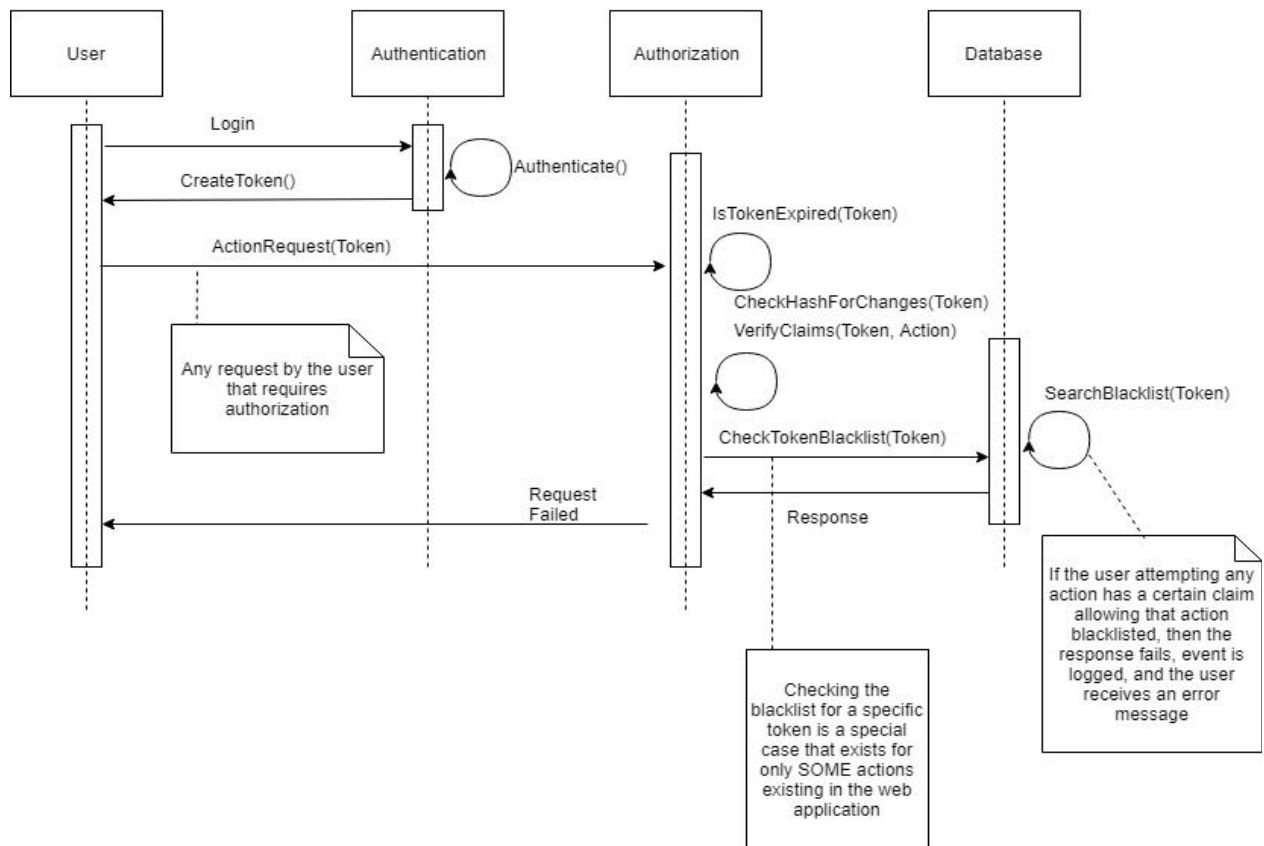 User
Authentication
Authorization
Database
Login
Authenticate()
CreateToken()
IsTokenExpired(Token)
ActionRequest(Token)
CheckHashForChanges(Token)
VerifyClaims(Token, Action)
Any request by the user
that requires
authorization
SearchBlacklist(Token)
CheckTokenBlacklist(Token)
Request
Failed
Response
If the user attempting any
action has a certain claim
allowing that action
blacklisted, then the
response fails, event is
logged, and the user
receives an error
message
Checking the
blacklist for a specific
token is a special
case that exists for
only SOME actions
existing in the web
application